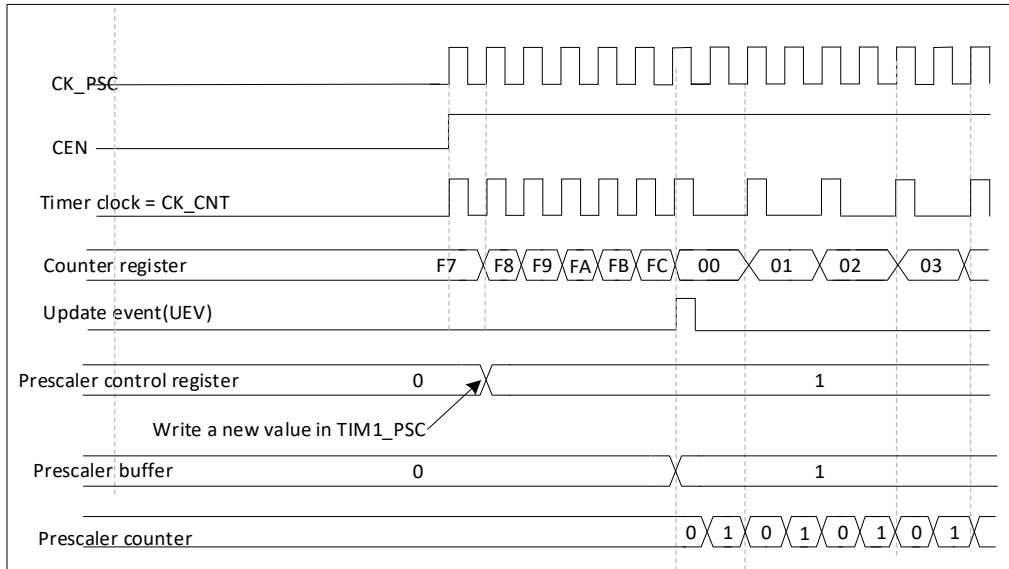 CK_PSC
CEN
Timer clock = CK_CNT
Counter register F7 F8 F9 FA FB FC 00 01 02 03
Update event(UEV)
Prescaler control register 0 1
Write a new value in TIM1_PSC
Prescaler buffer 0 1
Prescaler counter 0 1 0 1 0 1 0 1